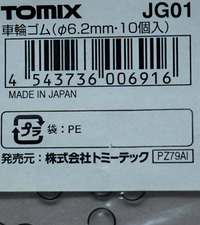 TOMIX JG01
車輪ゴム(φ6.2mm･10個入)
4 543736 006916
MADE IN JAPAN
プラ 袋:PE
発売元:株式会社トミーテック PZ79AI